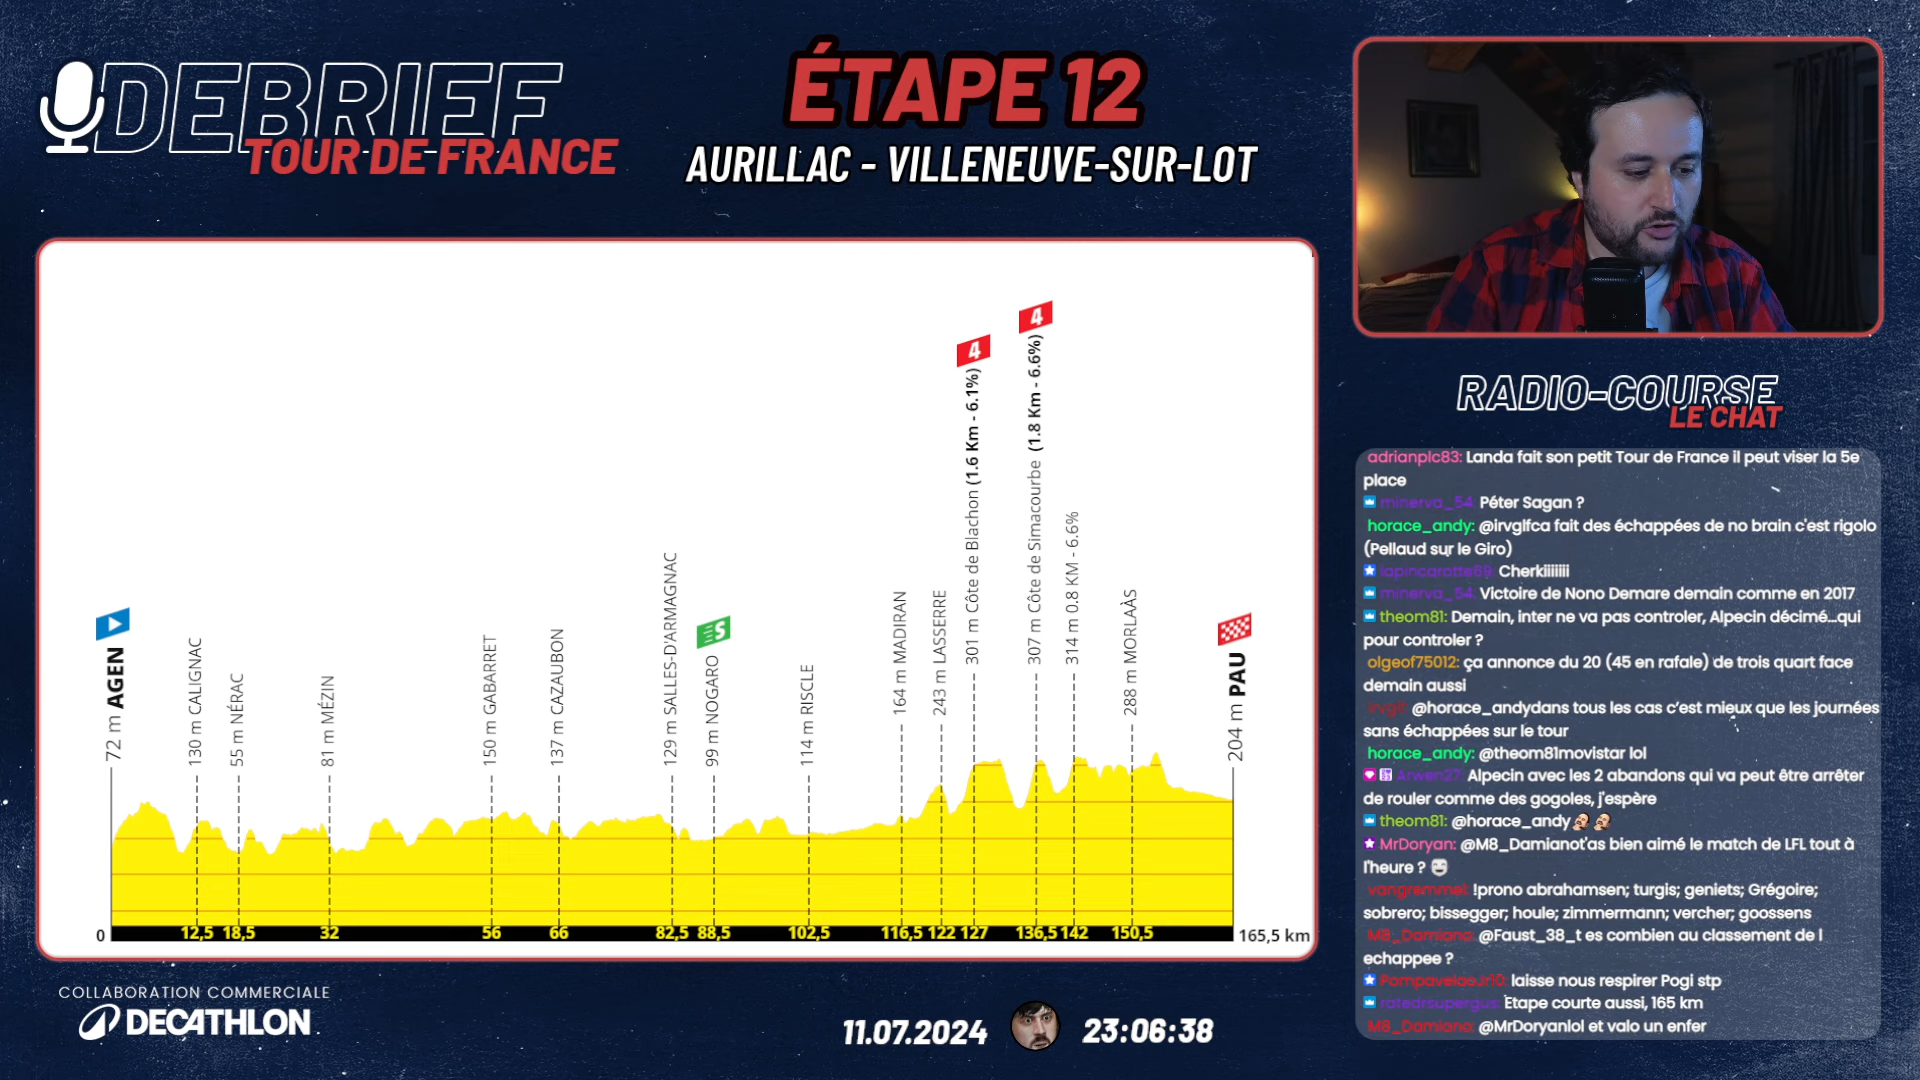 DEBRIEF
TOUR DE FRANCE
ÉTAPE 12
AURILLAC - VILLENEUVE-SUR-LOT
4
4
S
72 m AGEN
130 m CALIGNAC
55 m NÉRAC
81 m MÉZIN
150 m GABARRET
137 m CAZAUBON
129 m SALLES-D'ARMAGNAC
99 m NOGARO
114 m RISCLE
164 m MADIRAN
243 m LASSERRE
301 m Côte de Blachon (1.6 Km - 6.1%)
307 m Côte de Simacourbe (1.8 Km - 6.6%)
314 m 0.8 KM - 6.6%
288 m MORLAÀS
204 m PAU
0 12,5 18,5 32 56 66 82,5 88,5 102,5 116,5 122 127 136,5 142 150,5 165,5 km
COLLABORATION COMMERCIALE
DECATHLON
11.07.2024 23:06:38
RADIO-COURSE
LE CHAT
adrianplc83: Landa fait son petit Tour de France il peut viser la 5e
place
minerva_54: Péter Sagan ?
horace_andy: @irvglfca fait des échappées de no brain c'est rigolo
(Pellaud sur le Giro)
lapincarotte69: Cherkiiiiiii
minerva_54: Victoire de Nono Demare demain comme en 2017
theom81: Demain, inter ne va pas controler, Alpecin décimé...qui
pour controler ?
olgeof75012: ça annonce du 20 (45 en rafale) de trois quart face
demain aussi
irvglf: @horace_andydans tous les cas c'est mieux que les journées
sans échappées sur le tour
horace_andy: @theom81movistar lol
Arwen27: Alpecin avec les 2 abandons qui va peut être arrêter
de rouler comme des gogoles, j'espère
theom81: @horace_andy
MrDoryan: @M8_Damianot'as bien aimé le match de LFL tout à
l'heure ?
vangremmel: !prono abrahamsen; turgis; geniets; Grégoire;
sobrero; bissegger; houle; zimmermann; vercher; goossens
M8_Damiano: @Faust_38_t es combien au classement de l
echappee ?
PompavelaeJr10: laisse nous respirer Pogi stp
ratedrsupergus: Etape courte aussi, 165 km
M8_Damiano: @MrDoryanlol et valo un enfer